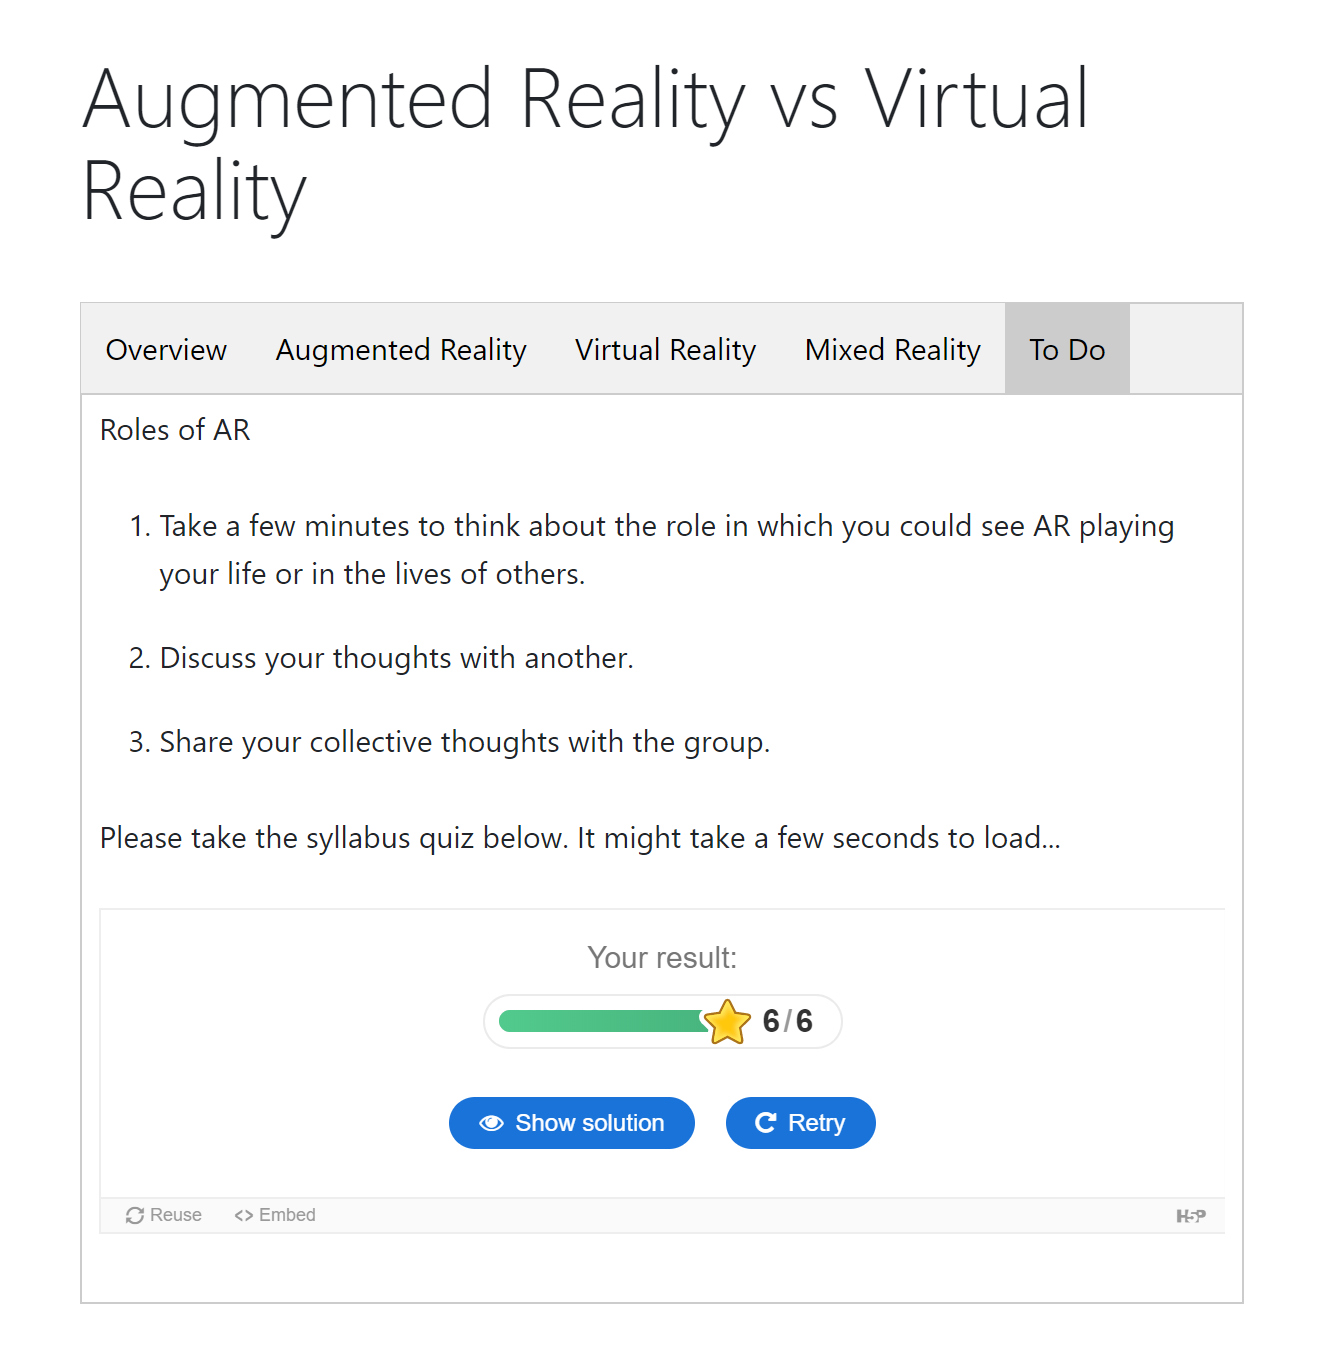 Augmented Reality vs Virtual
Reality
Overview Augmented Reality Virtual Reality Mixed Reality To Do
Roles of AR
1. Take a few minutes to think about the role in which you could see AR playing
your life or in the lives of others.
2. Discuss your thoughts with another.
3. Share your collective thoughts with the group.
Please take the syllabus quiz below. It might take a few seconds to load...
Your result:
6/6
Show solution Retry
Reuse <> Embed H5P